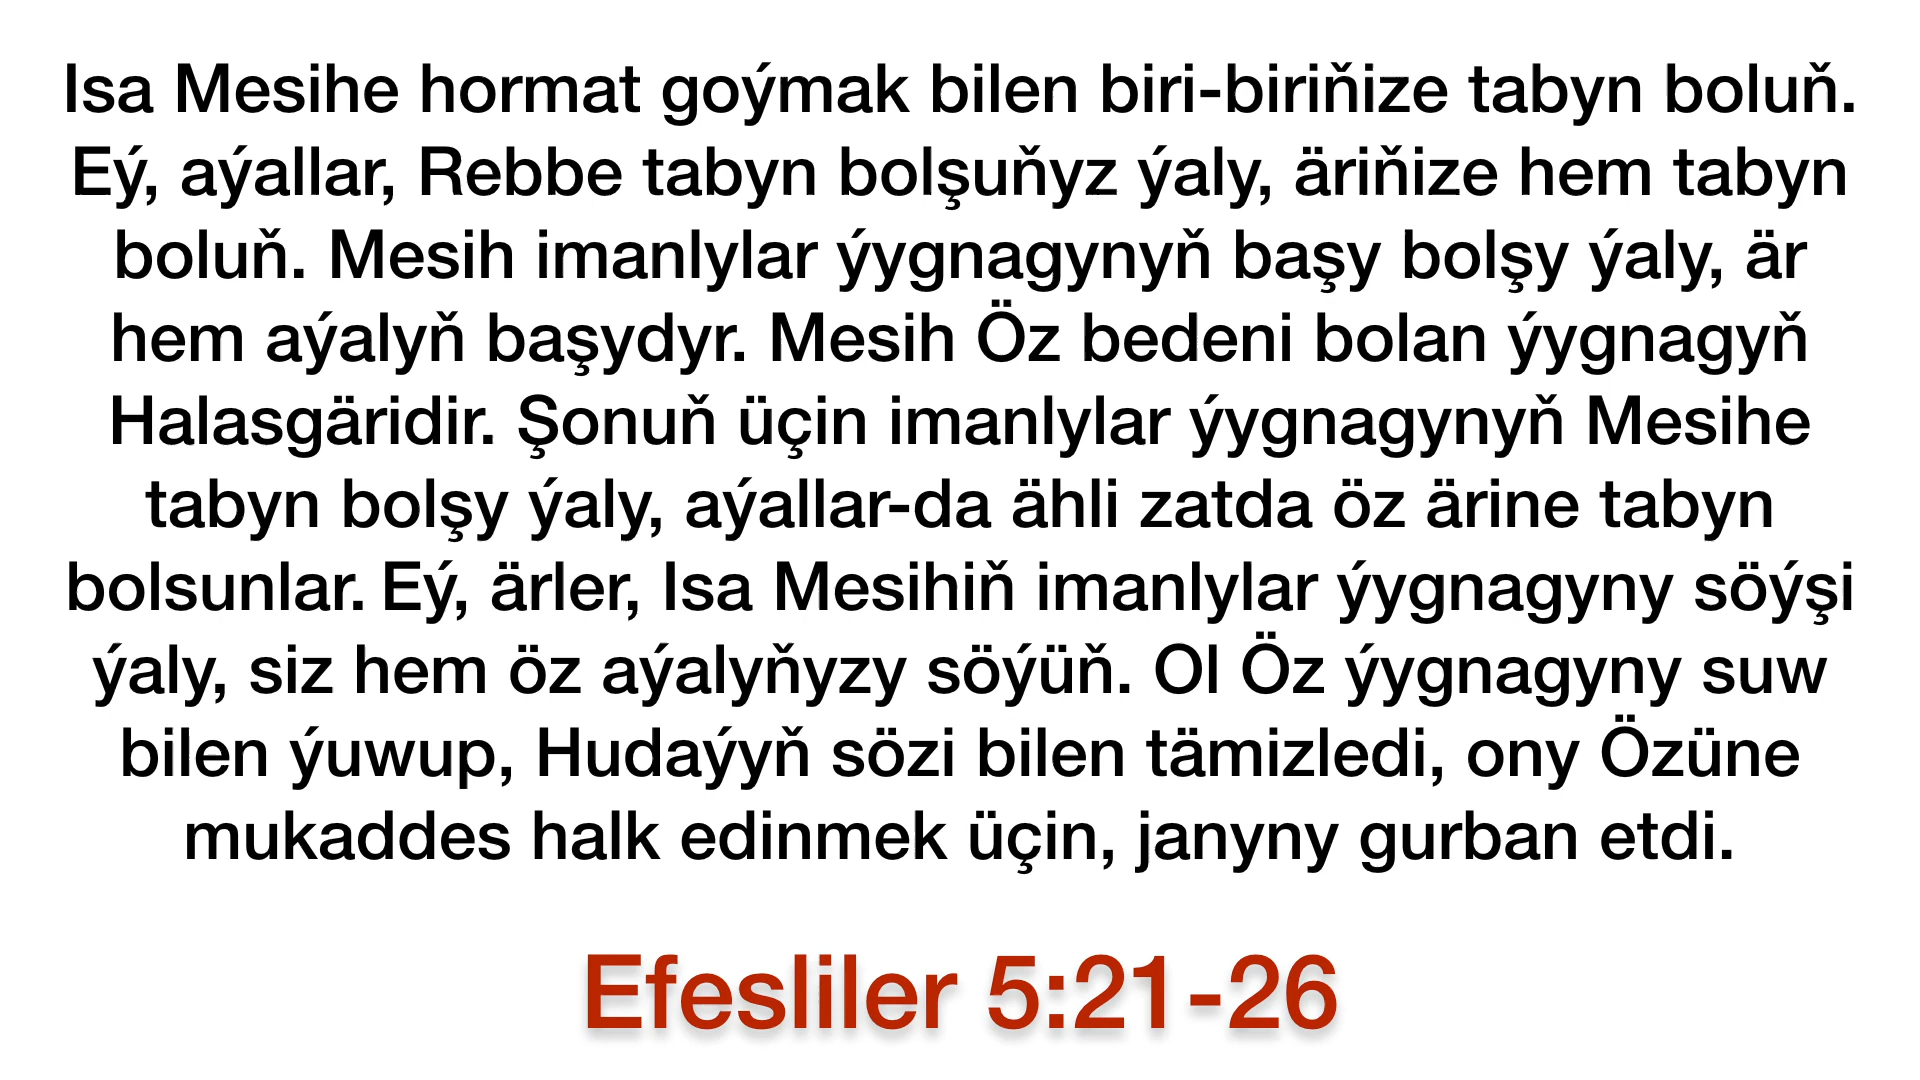 Isa Mesihe hormat goýmak bilen biri-biriňize tabyn boluň.
Eý, aýallar, Rebbe tabyn bolşuňyz ýaly, äriňize hem tabyn
boluň. Mesih imanlylar ýygnagynyň başy bolşy ýaly, är
hem aýalyň başydyr. Mesih Öz bedeni bolan ýygnagyň
Halasgäridir. Şonuň üçin imanlylar ýygnagynyň Mesihe
tabyn bolşy ýaly, aýallar-da ähli zatda öz ärine tabyn
bolsunlar. Eý, ärler, Isa Mesihiň imanlylar ýygnagyny söýşi
ýaly, siz hem öz aýalyňyzy söýüň. Ol Öz ýygnagyny suw
bilen ýuwup, Hudaýyň sözi bilen tämizledi, ony Özüne
mukaddes halk edinmek üçin, janyny gurban etdi.
Efesliler 5:21-26